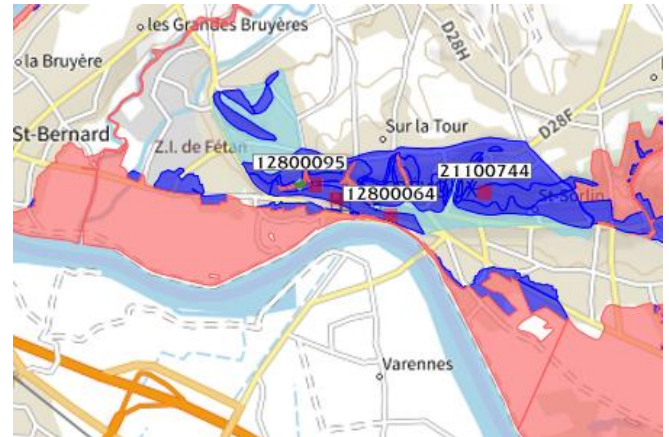 les Grandes Bruyères
la Bruyère
D28H
Sur la Tour
D28F
St-Bernard
Z.I. de Fétan
12800095
21100744
12800064
St-Sorlin
Varennes